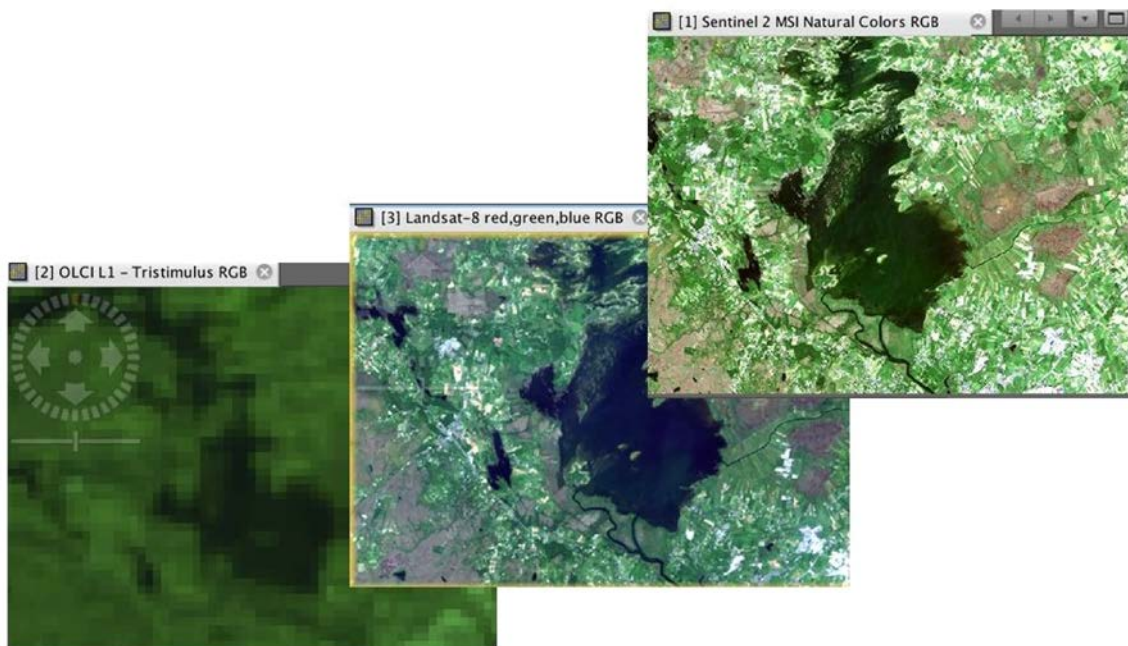 [1] Sentinel 2 MSI Natural Colors RGB
[3] Landsat-8 red,green,blue RGB
[2] OLCI L1 - Tristimulus RGB